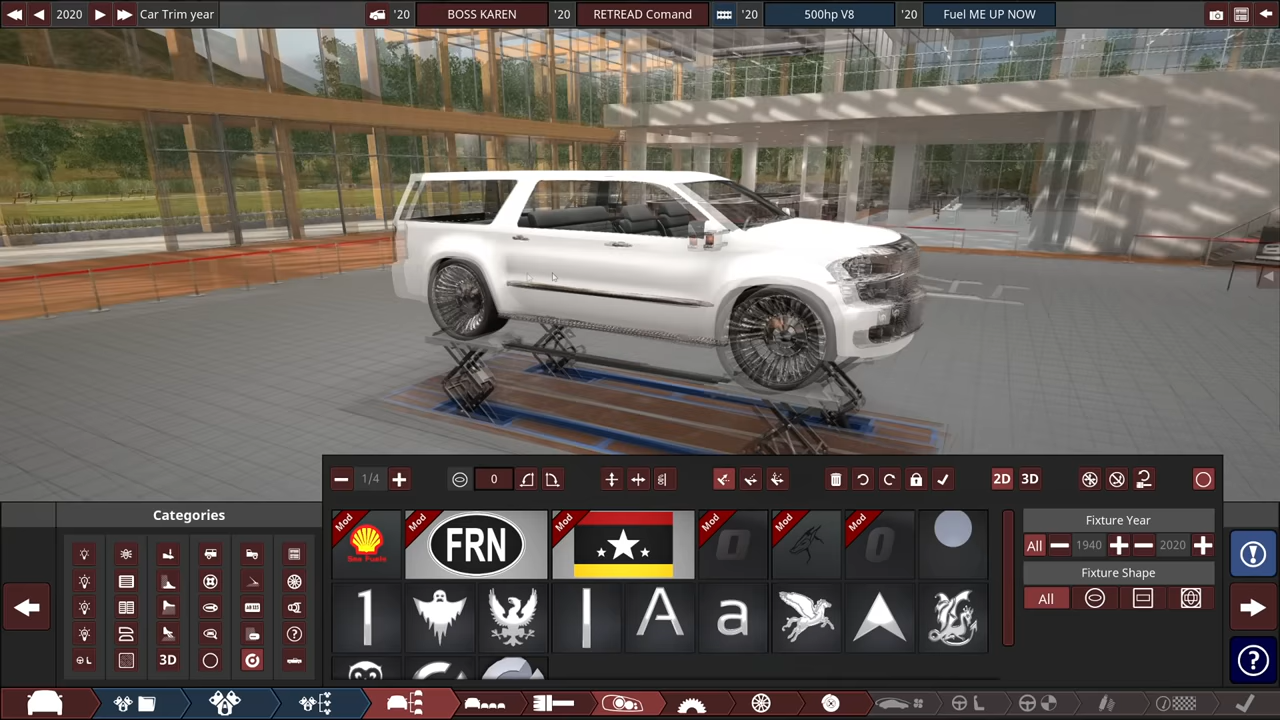 2020 Car Trim year '20 BOSS KAREN '20 RETREAD Comand '20 500hp V8 '20 Fuel ME UP NOW
1/4 0 2D 3D
Categories
Mod Mod FRN Mod Mod 0 Mod Mod 0
Fixture Year
All 1940 2020
Fixture Shape
All
1 A a
3D
L